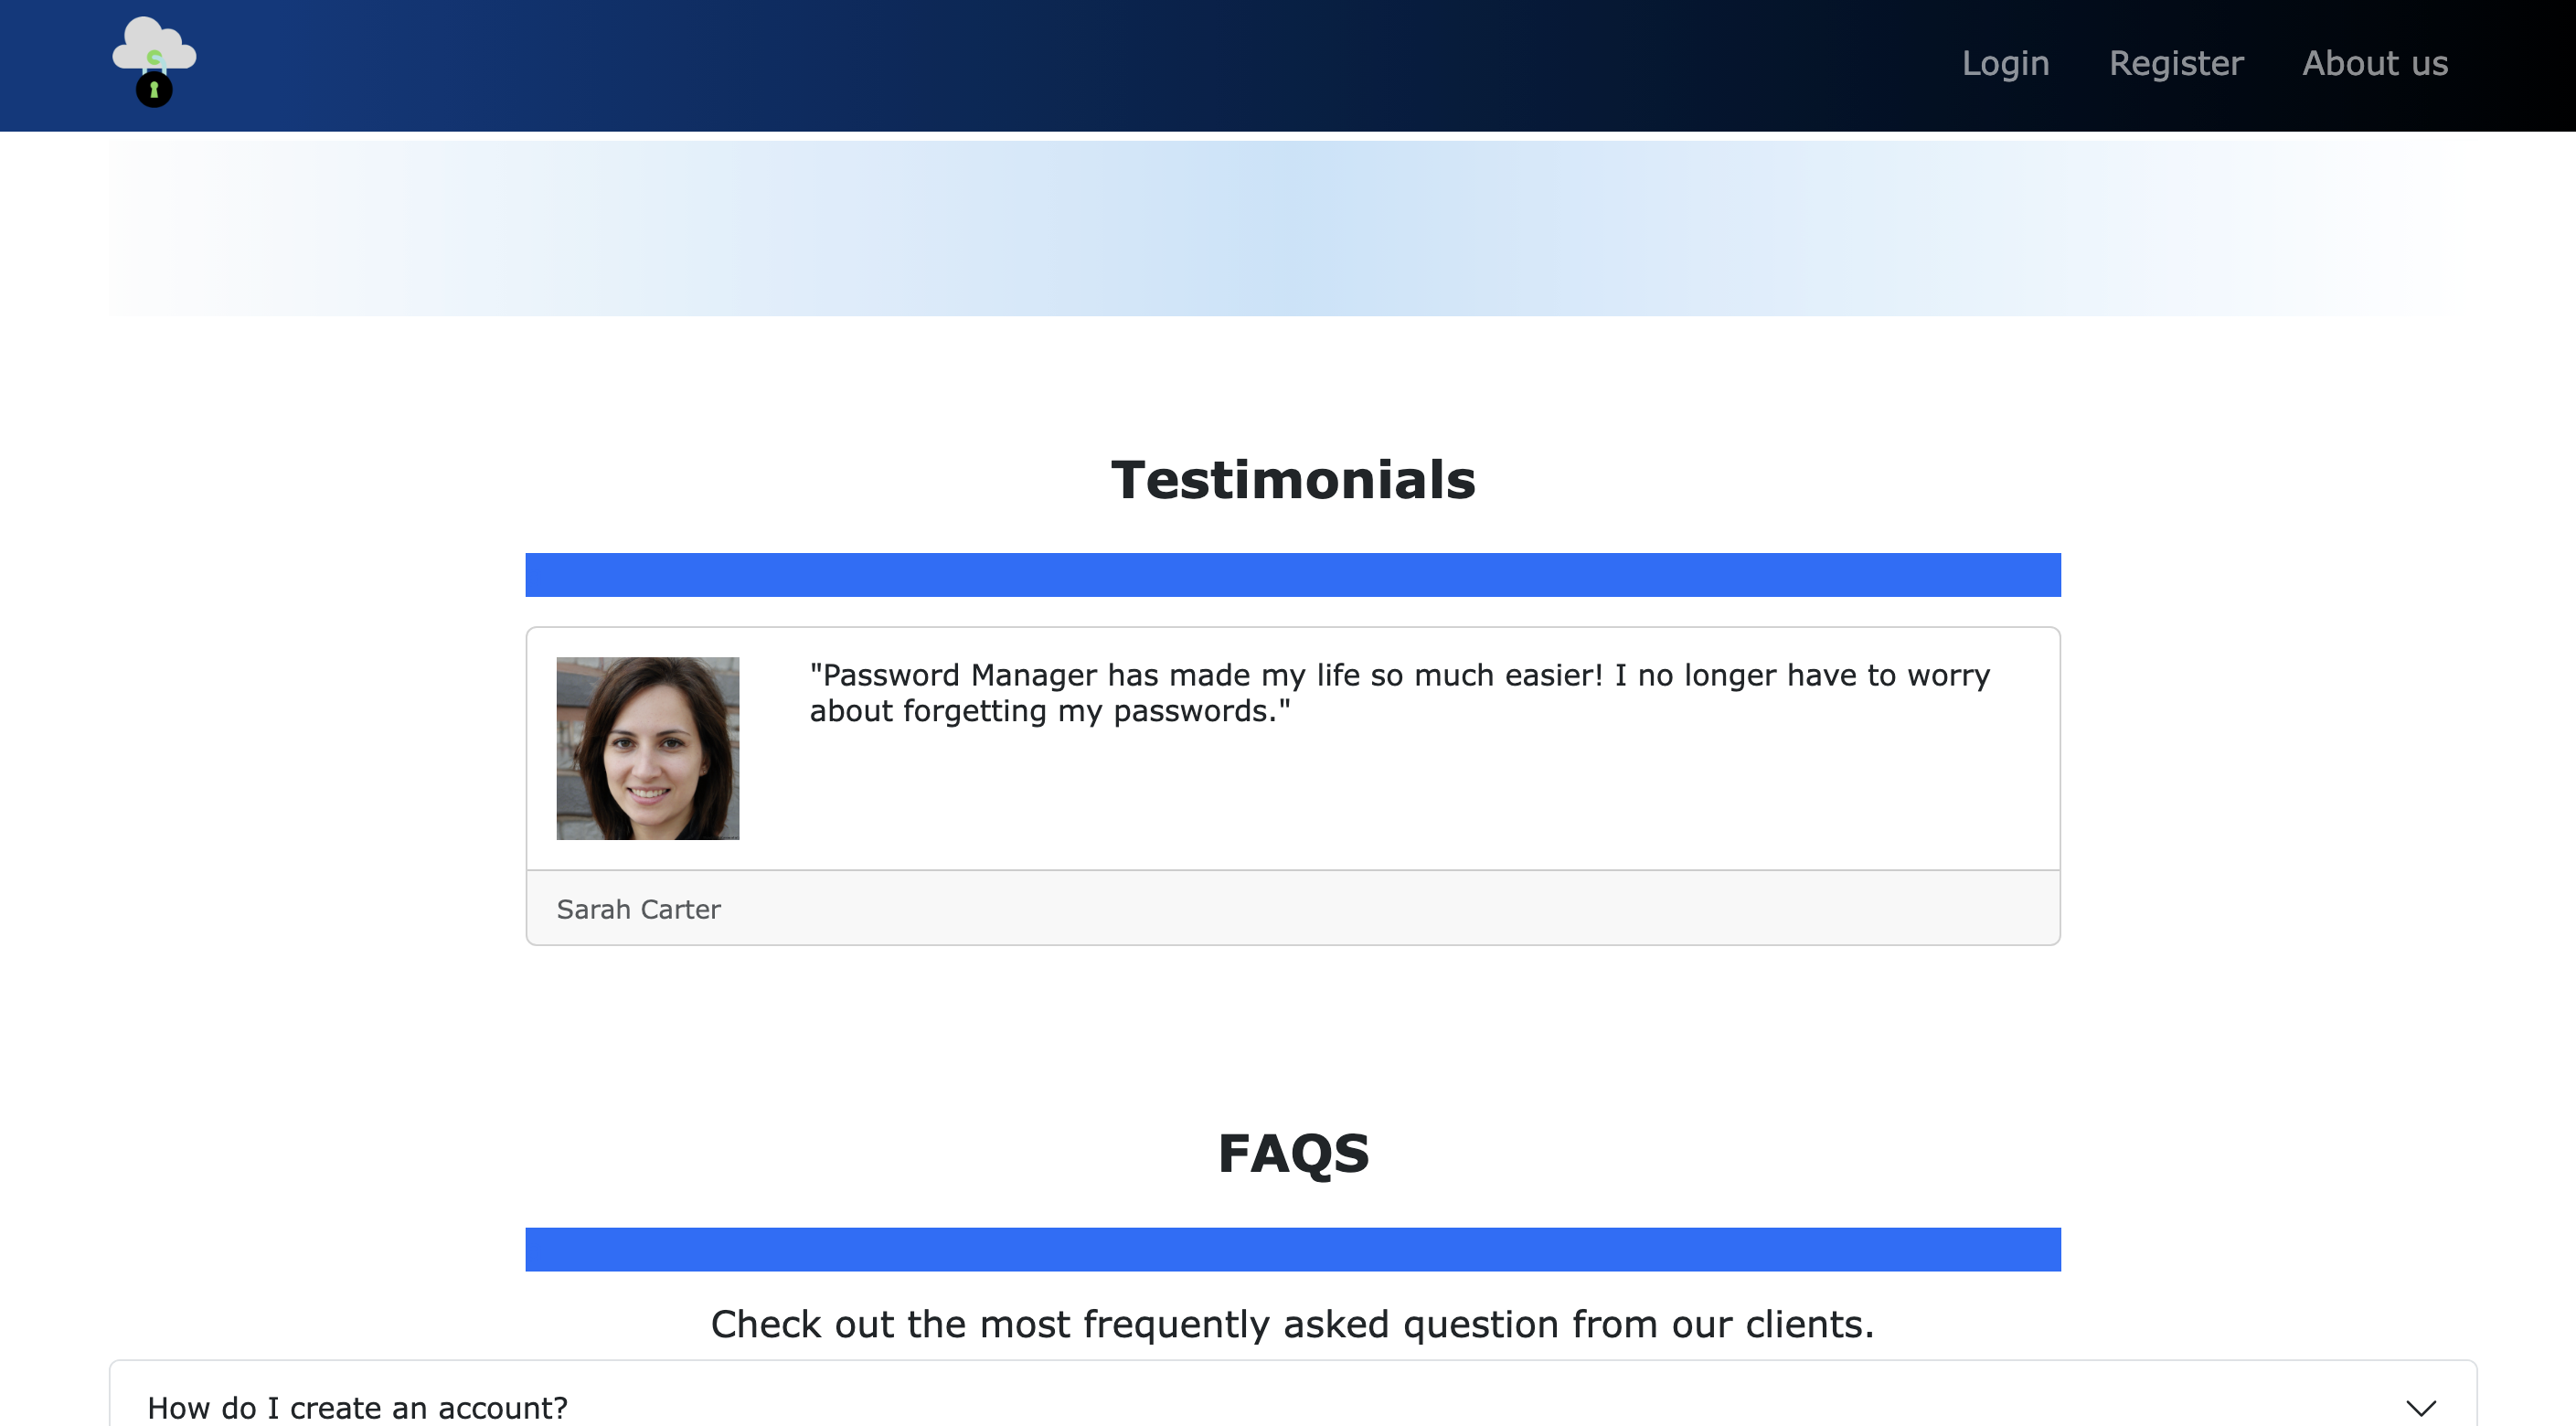 Login Register About us
Testimonials
"Password Manager has made my life so much easier! I no longer have to worry
about forgetting my passwords."
Sarah Carter
FAQS
Check out the most frequently asked question from our clients.
How do I create an account?